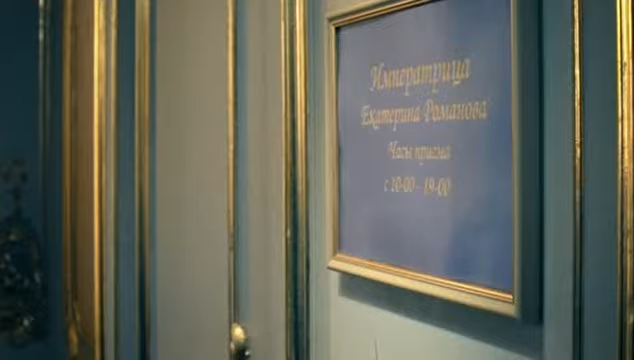 Императрица
Екатерина Романова
Часы приема
с 10-00 - 19-00